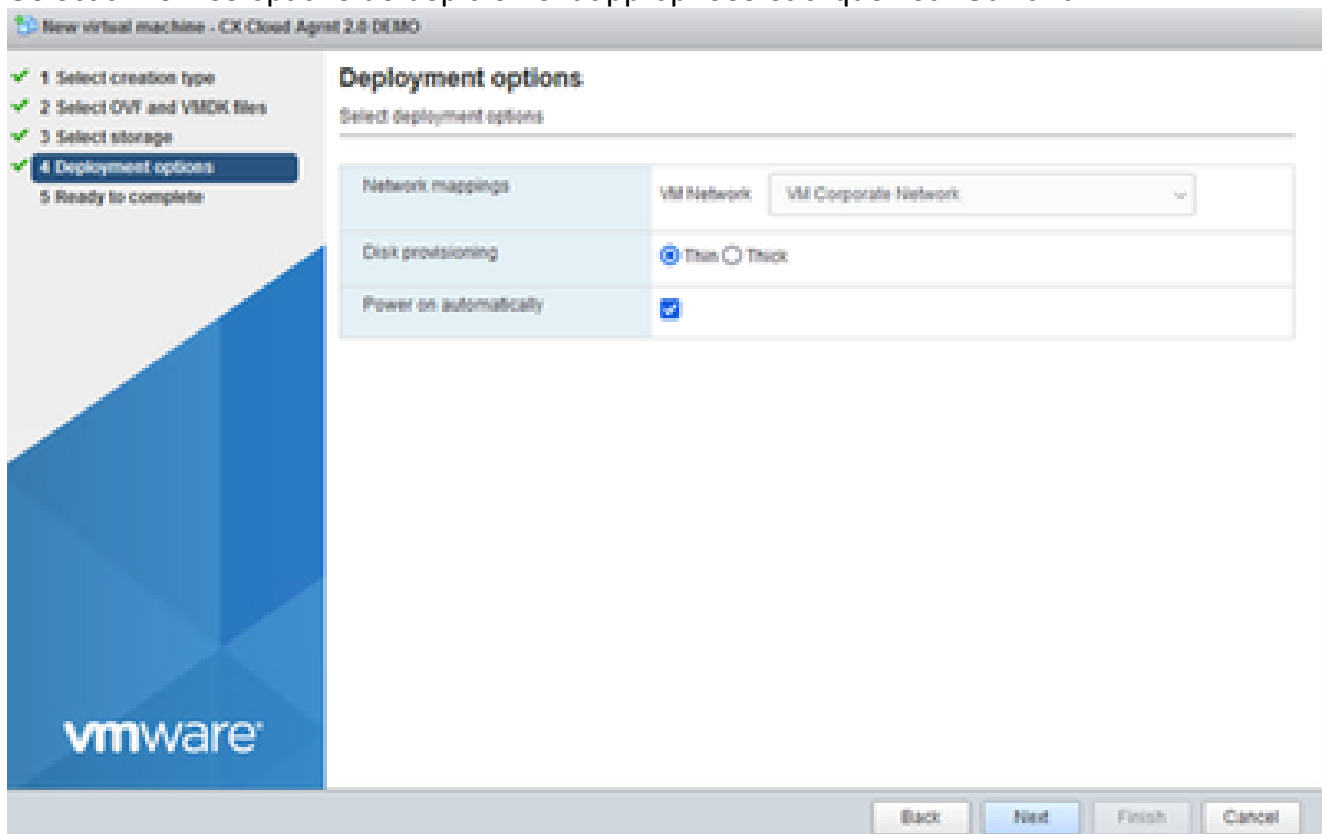 New virtual machine - CX Cloud Agent 2.0 DEMO
1 Select creation type
2 Select OVF and VMDK files
3 Select storage
4 Deployment options
5 Ready to complete
Deployment options
Select deployment options
Network mappings
VM Network
VM Corporate Network
Disk provisioning
Thin
Thick
Power on automatically
vmware
Back
Next
Finish
Cancel